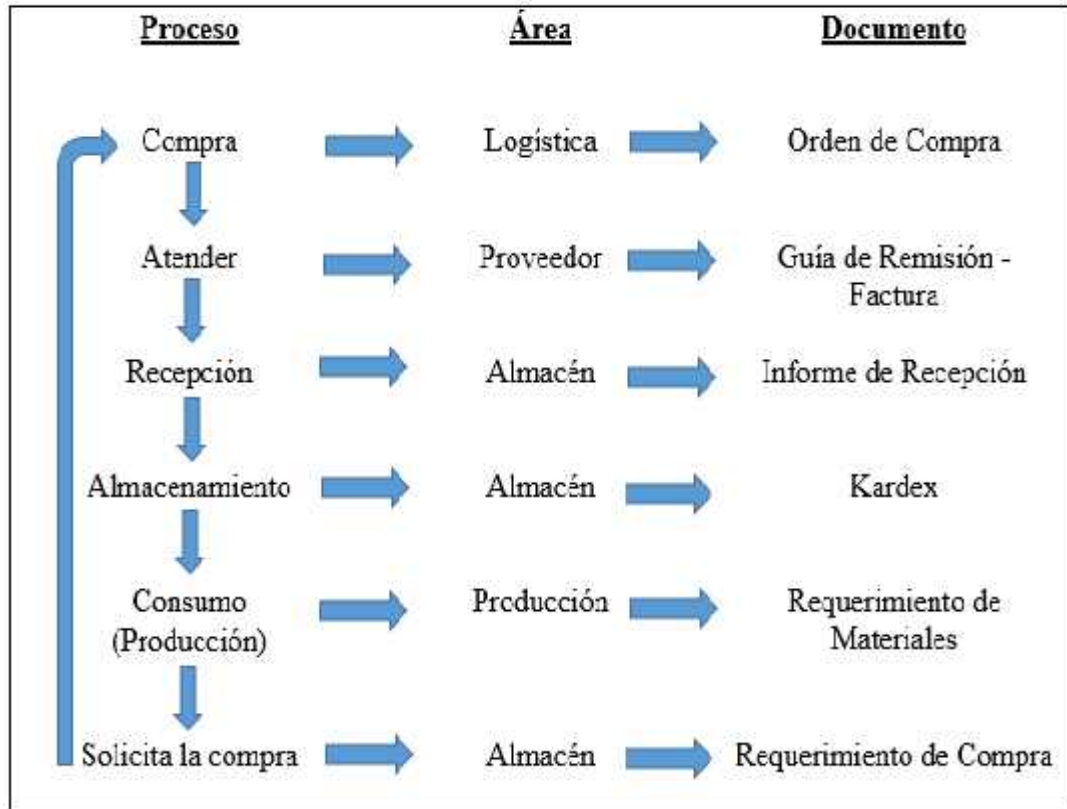 Proceso Área Documento
Compra Logística Orden de Compra
Atender Proveedor Guía de Remisión -
Factura
Recepción Almacén Informe de Recepción
Almacenamiento Almacén Kardex
Consumo Producción Requerimiento de
(Producción) Materiales
Solicita la compra Almacén Requerimiento de Compra